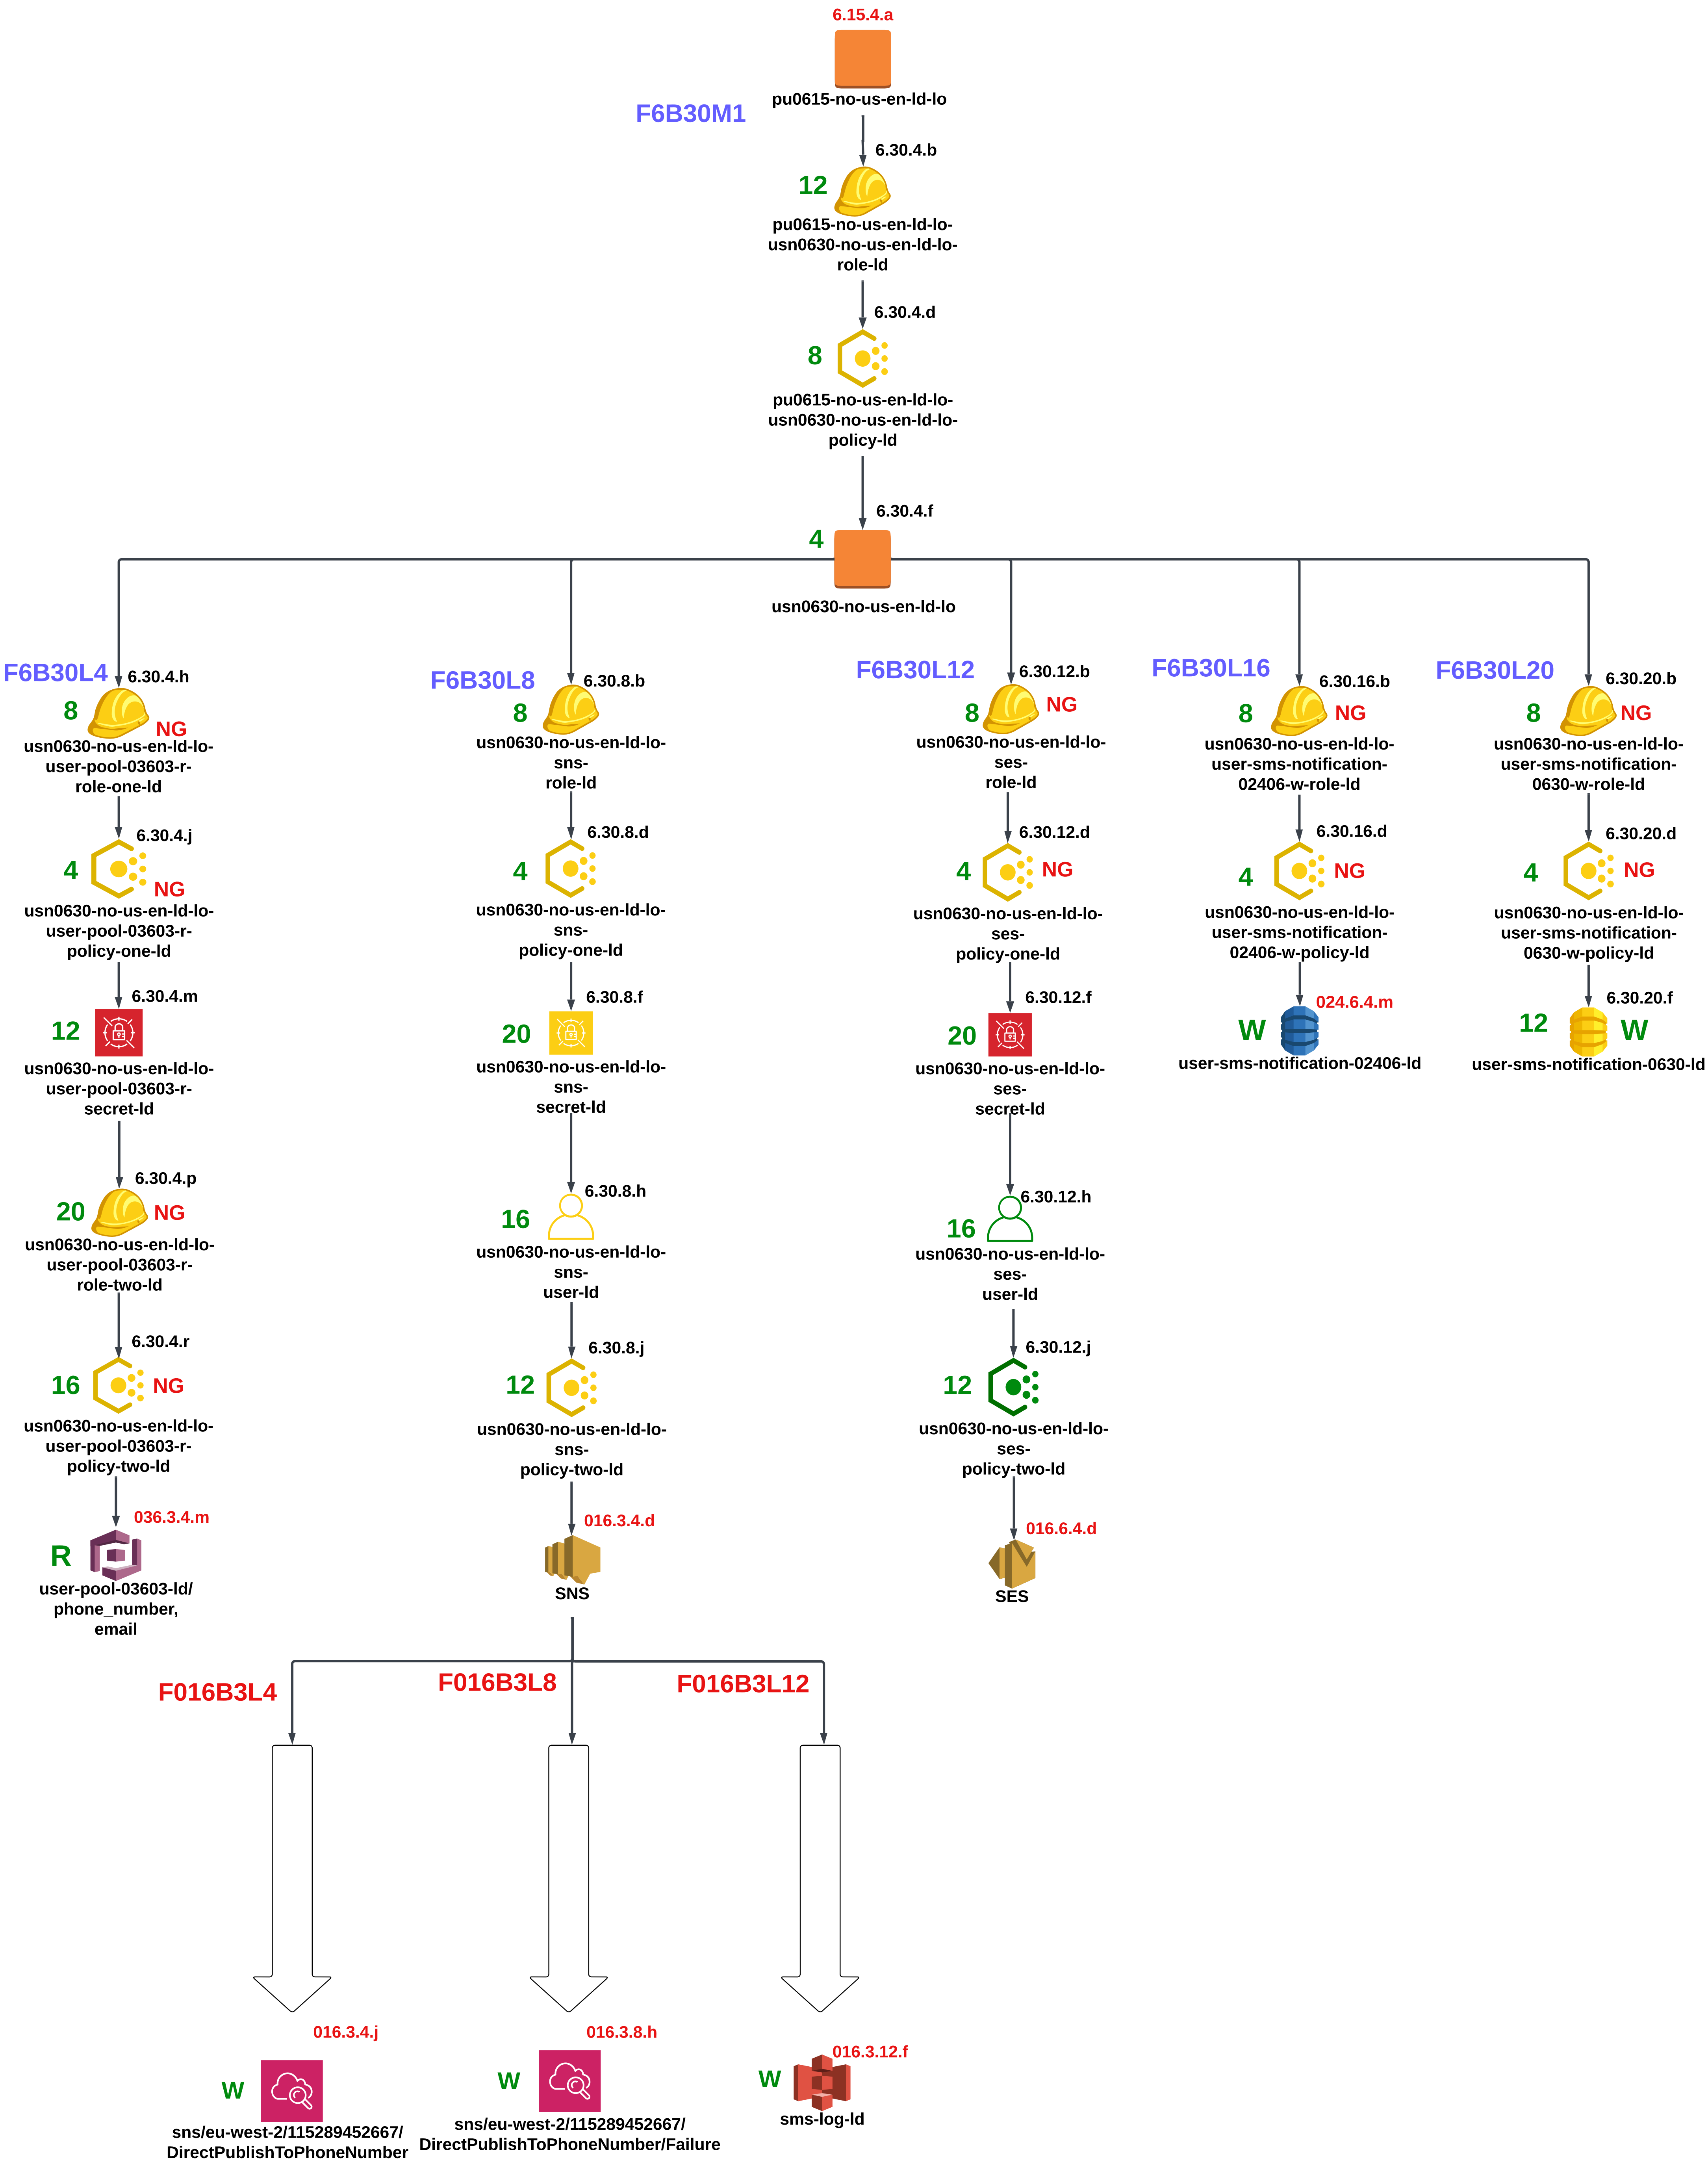 6.15.4.a
pu0615-no-us-en-ld-lo
F6B30M1
6.30.4.b
12
pu0615-no-us-en-ld-lo-
usn0630-no-us-en-ld-lo-
role-ld
6.30.4.d
8
pu0615-no-us-en-ld-lo-
usn0630-no-us-en-ld-lo-
policy-ld
6.30.4.f
4
usn0630-no-us-en-ld-lo
F6B30L4
6.30.4.h
8
NG
usn0630-no-us-en-ld-lo-
user-pool-03603-r-
role-one-ld
6.30.4.j
4
NG
usn0630-no-us-en-ld-lo-
user-pool-03603-r-
policy-one-ld
6.30.4.m
12
usn0630-no-us-en-ld-lo-
user-pool-03603-r-
secret-ld
6.30.4.p
20
NG
usn0630-no-us-en-ld-lo-
user-pool-03603-r-
role-two-ld
6.30.4.r
16
NG
usn0630-no-us-en-ld-lo-
user-pool-03603-r-
policy-two-ld
036.3.4.m
R
user-pool-03603-ld/
phone_number,
email
F6B30L8
6.30.8.b
8
usn0630-no-us-en-ld-lo-
sns-
role-ld
6.30.8.d
4
usn0630-no-us-en-ld-lo-
sns-
policy-one-ld
6.30.8.f
20
usn0630-no-us-en-ld-lo-
sns-
secret-ld
6.30.8.h
16
usn0630-no-us-en-ld-lo-
sns-
user-ld
6.30.8.j
12
usn0630-no-us-en-ld-lo-
sns-
policy-two-ld
016.3.4.d
SNS
F6B30L12
6.30.12.b
8
NG
usn0630-no-us-en-ld-lo-
ses-
role-ld
6.30.12.d
4
NG
usn0630-no-us-en-ld-lo-
ses-
policy-one-ld
6.30.12.f
20
usn0630-no-us-en-ld-lo-
ses-
secret-ld
6.30.12.h
16
usn0630-no-us-en-ld-lo-
ses-
user-ld
6.30.12.j
12
usn0630-no-us-en-ld-lo-
ses-
policy-two-ld
016.6.4.d
SES
F6B30L16
6.30.16.b
8
NG
usn0630-no-us-en-ld-lo-
user-sms-notification-
02406-w-role-ld
6.30.16.d
4
NG
usn0630-no-us-en-ld-lo-
user-sms-notification-
02406-w-policy-ld
024.6.4.m
W
user-sms-notification-02406-ld
F6B30L20
6.30.20.b
8
NG
usn0630-no-us-en-ld-lo-
user-sms-notification-
0630-w-role-ld
6.30.20.d
4
NG
usn0630-no-us-en-ld-lo-
user-sms-notification-
0630-w-policy-ld
6.30.20.f
12
W
user-sms-notification-0630-ld
F016B3L4
F016B3L8
F016B3L12
016.3.4.j
W
sns/eu-west-2/115289452667/
DirectPublishToPhoneNumber
016.3.8.h
W
sns/eu-west-2/115289452667/
DirectPublishToPhoneNumber/Failure
016.3.12.f
W
sms-log-ld